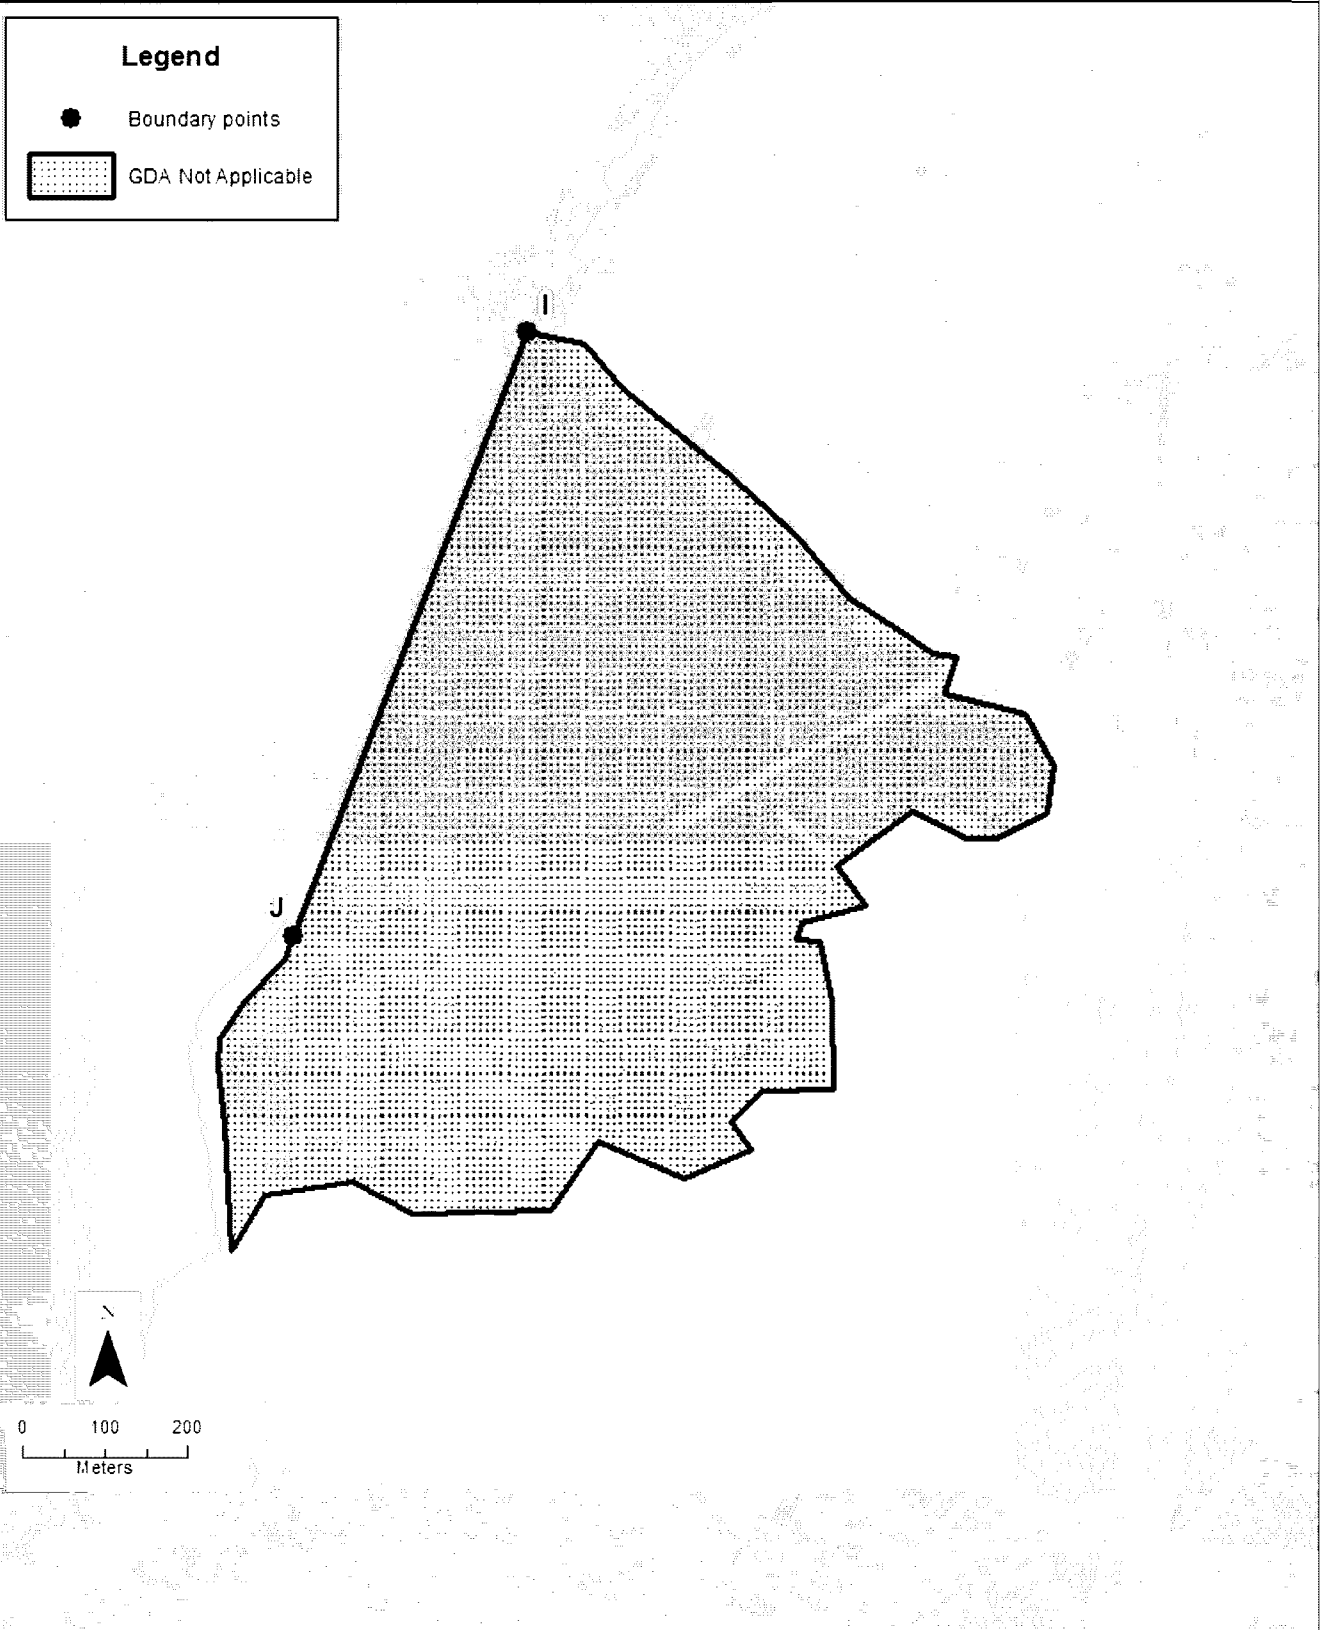 Legend
Boundary points
GDA Not Applicable
I
J
N
0 100 200
Meters